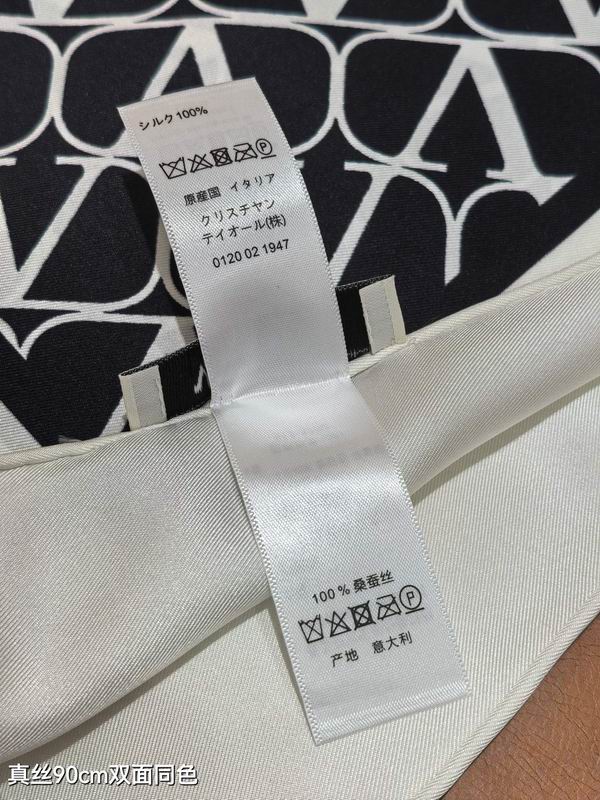 シルク100%
原産国 イタリア
クリスチャン
テイオール(株)
0120 02 1947
100%桑蚕丝
产地 意大利
真丝90cm双面同色